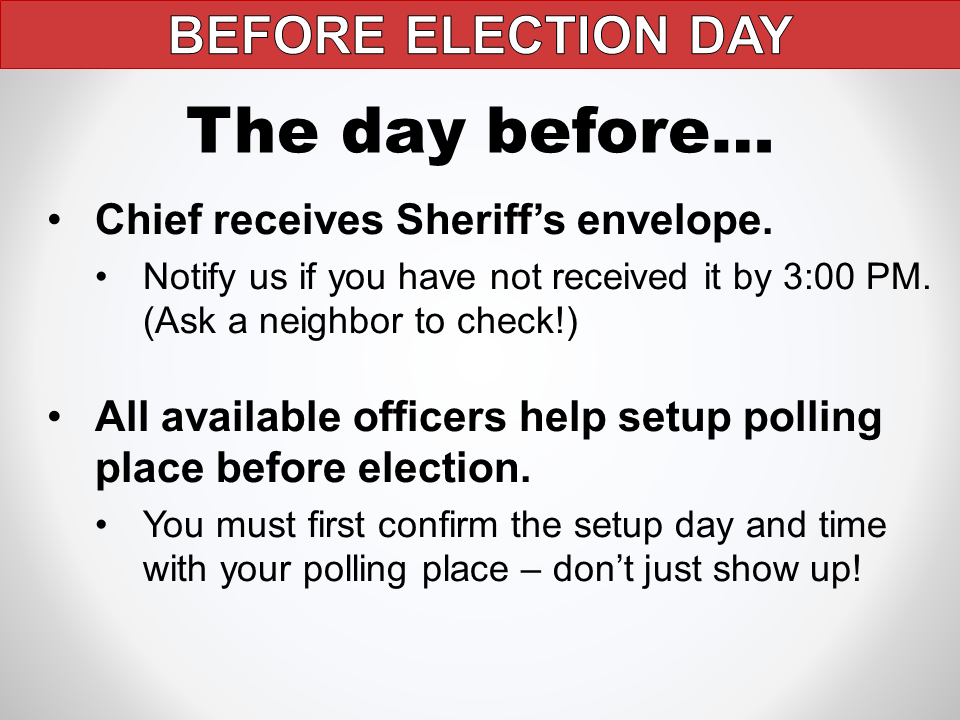 BEFORE ELECTION DAY
The day before...
• Chief receives Sheriff’s envelope.
• Notify us if you have not received it by 3:00 PM.
(Ask a neighbor to check!)
• All available officers help setup polling
place before election.
• You must first confirm the setup day and time
with your polling place – don’t just show up!